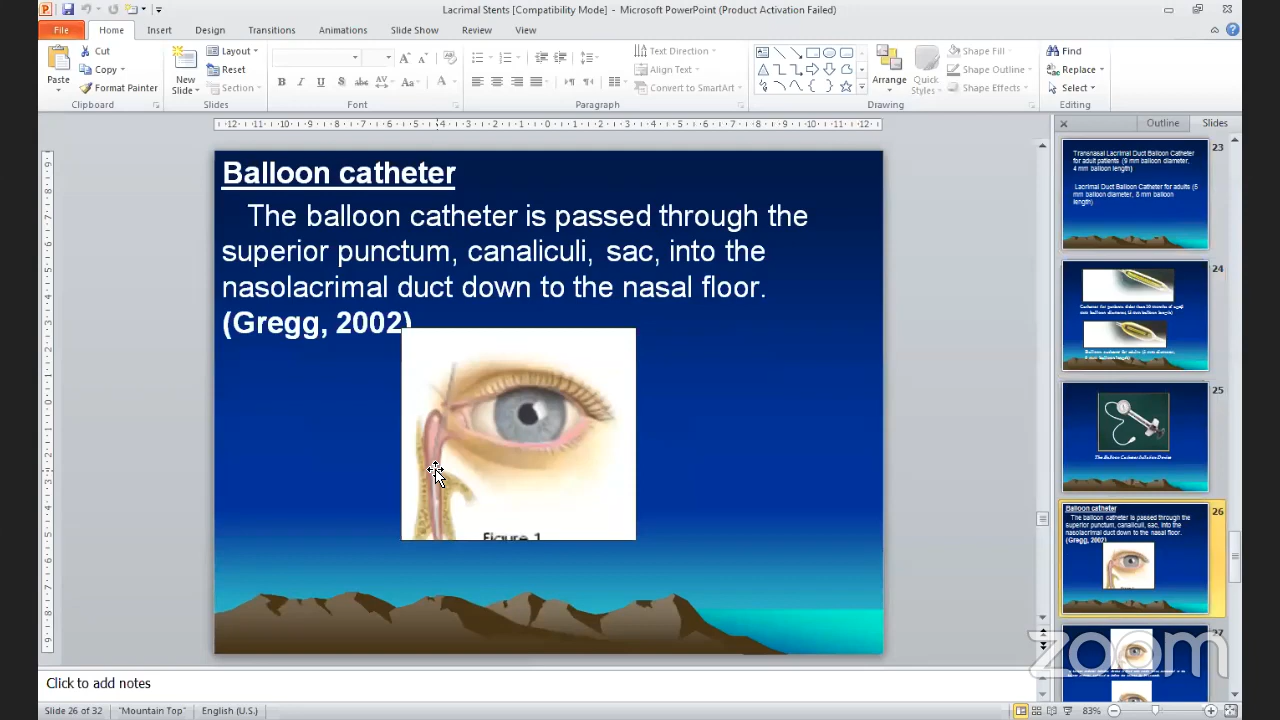 Lacrimal Stents [Compatibility Mode] - Microsoft PowerPoint (Product Activation Failed)
File Home Insert Design Transitions Animations Slide Show Review View
Paste
Cut
Copy
Format Painter
Clipboard
New
Slide
Layout
Reset
Section
Slides
Font
Text Direction
Align Text
Convert to SmartArt
Paragraph
Arrange
Quick
Styles
Shape Fill
Shape Outline
Shape Effects
Drawing
Find
Replace
Select
Editing
Balloon catheter
The balloon catheter is passed through the
superior punctum, canaliculi, sac, into the
nasolacrimal duct down to the nasal floor.
(Gregg, 2002)
Figure 1
Outline Slides
23
Transnasal Lacrimal Duct Balloon Catheter
for adult patients (9 mm balloon diameter,
4 mm balloon length)
Lacrimal Duct Balloon Catheter for adults (5
mm balloon diameter, 8 mm balloon
length)
24
25
The Balloon Catheter Inflation Device
26
Balloon catheter
The balloon catheter is passed through the
superior punctum, canaliculi, sac, into the
nasolacrimal duct down to the nasal floor.
(Gregg, 2002)
27
zoom
Click to add notes
Slide 26 of 32 "Mountain Top" English (U.S.) 83%